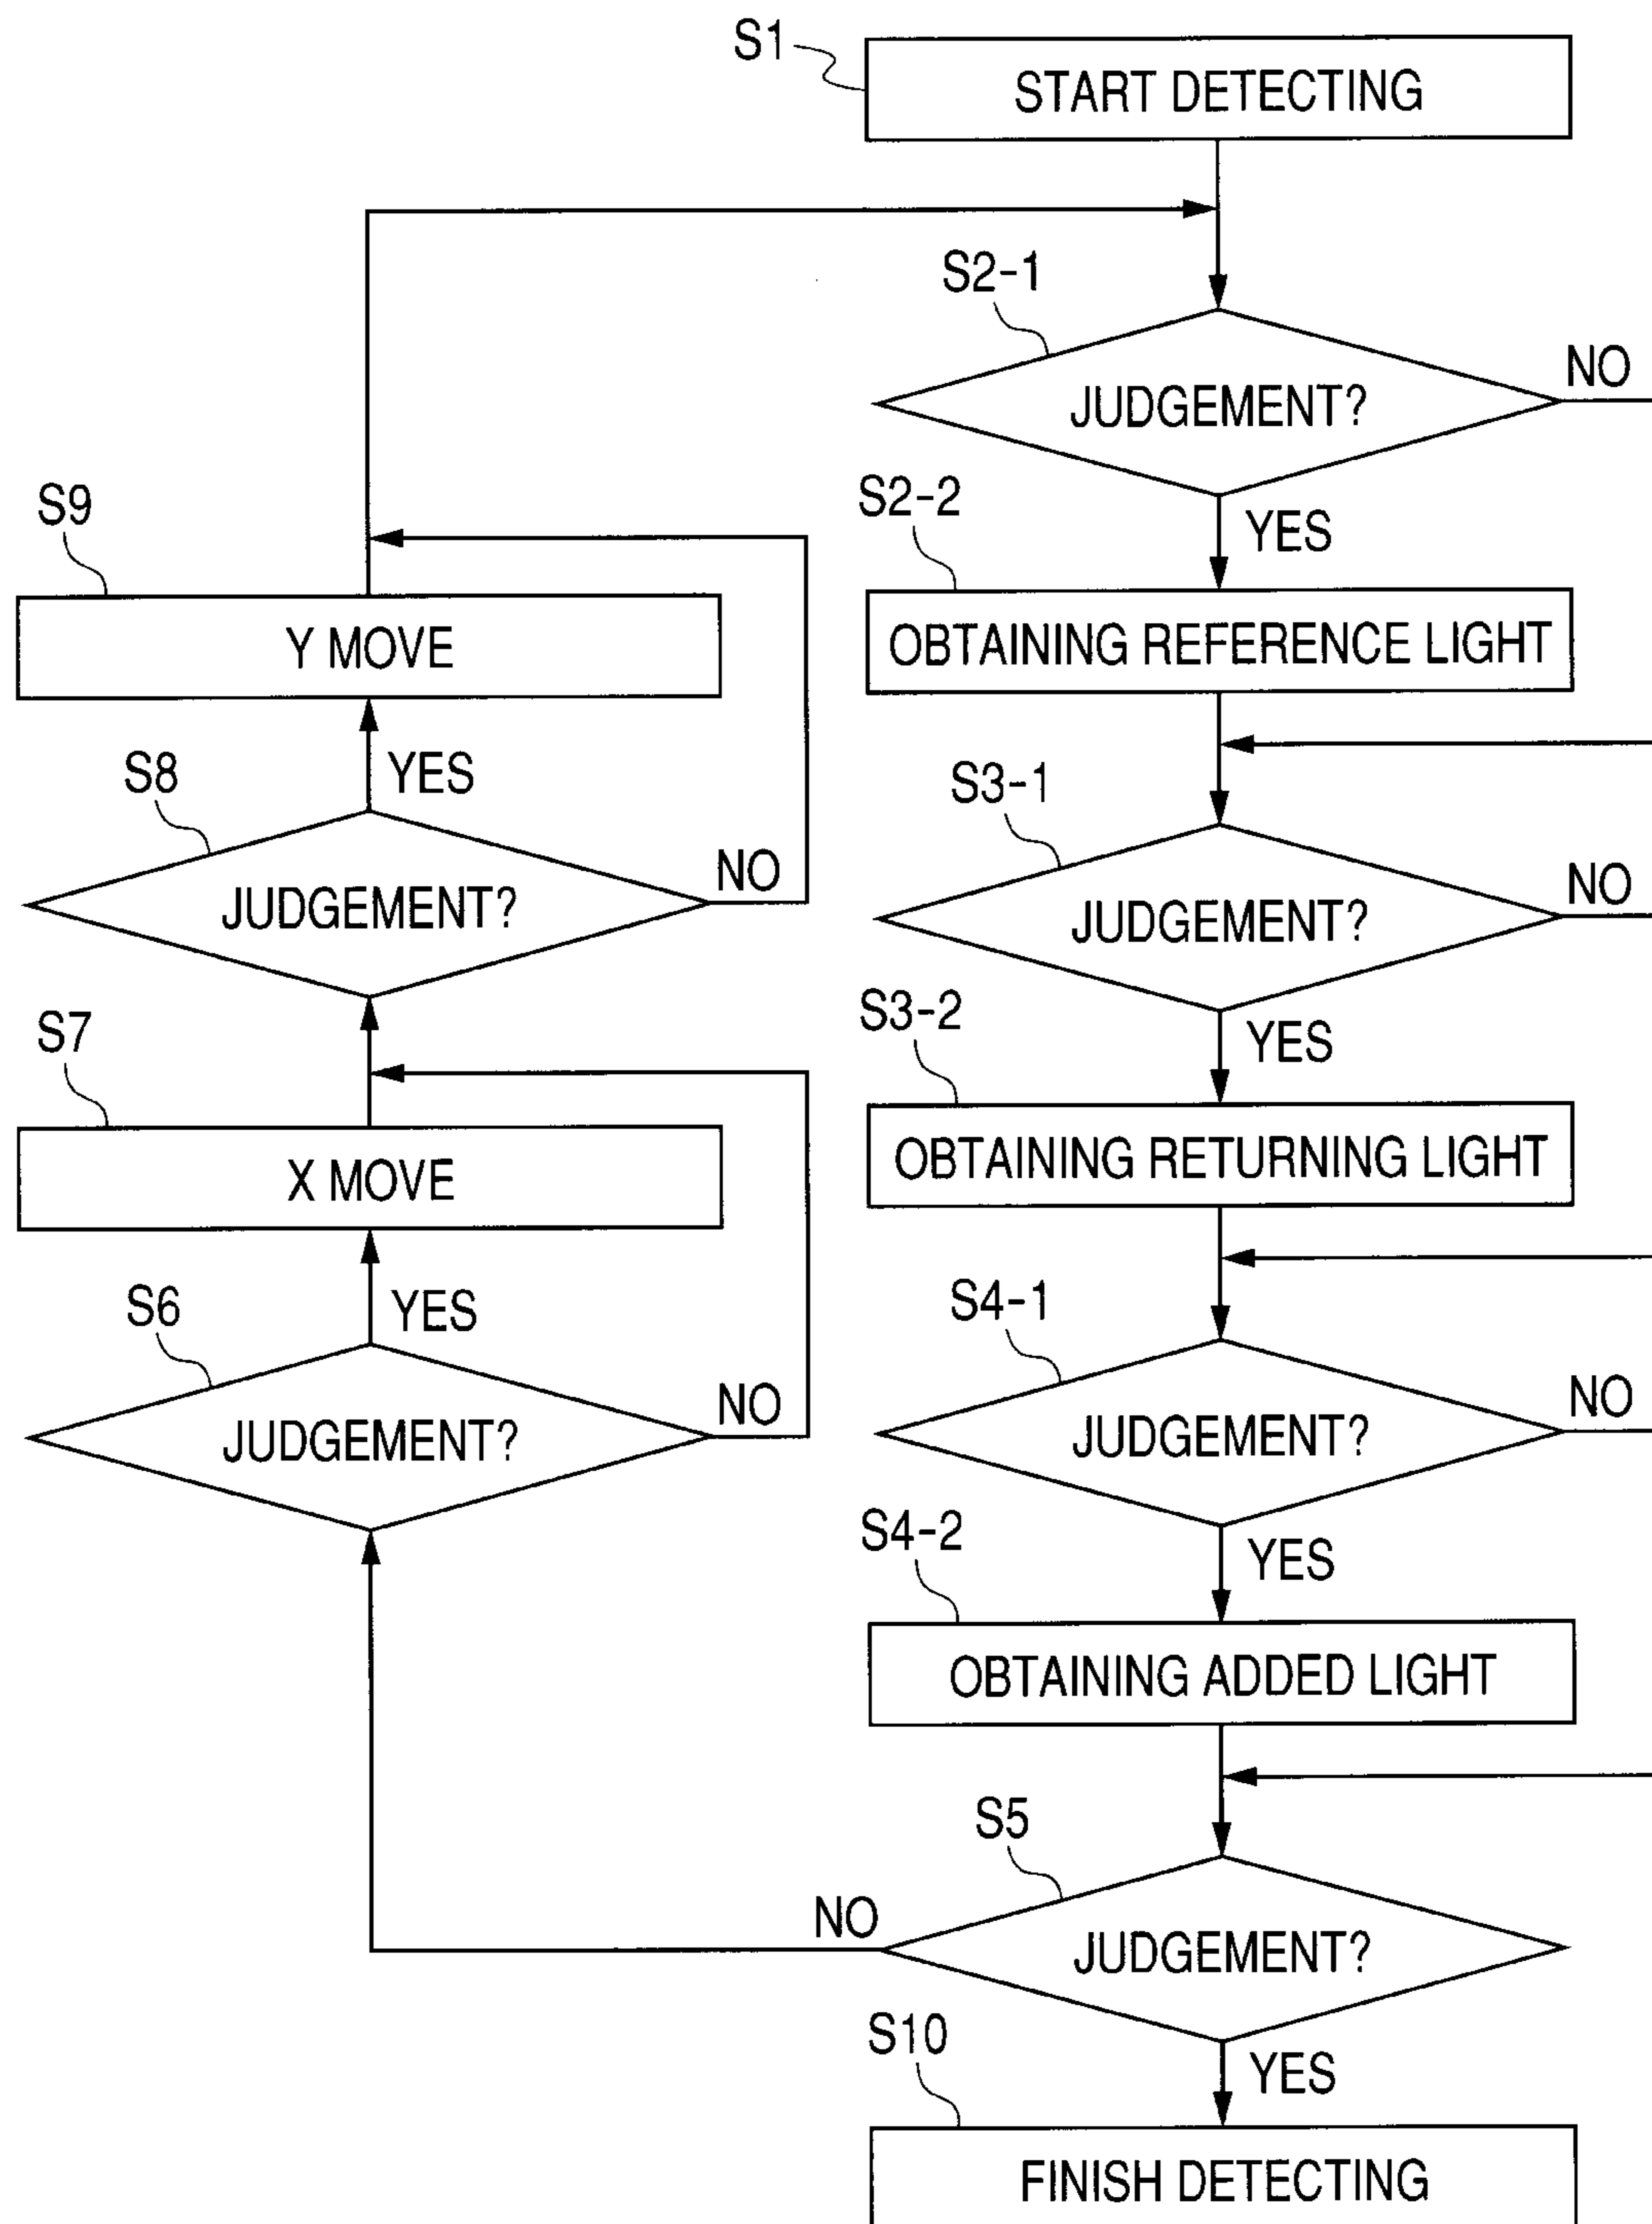 S1
START DETECTING
S2-1
JUDGEMENT?
NO
YES
S2-2
OBTAINING REFERENCE LIGHT
S3-1
JUDGEMENT?
NO
YES
S3-2
OBTAINING RETURNING LIGHT
S4-1
JUDGEMENT?
NO
YES
S4-2
OBTAINING ADDED LIGHT
S5
JUDGEMENT?
NO
YES
S10
FINISH DETECTING
S6
JUDGEMENT?
NO
YES
S7
X MOVE
S8
JUDGEMENT?
NO
YES
S9
Y MOVE